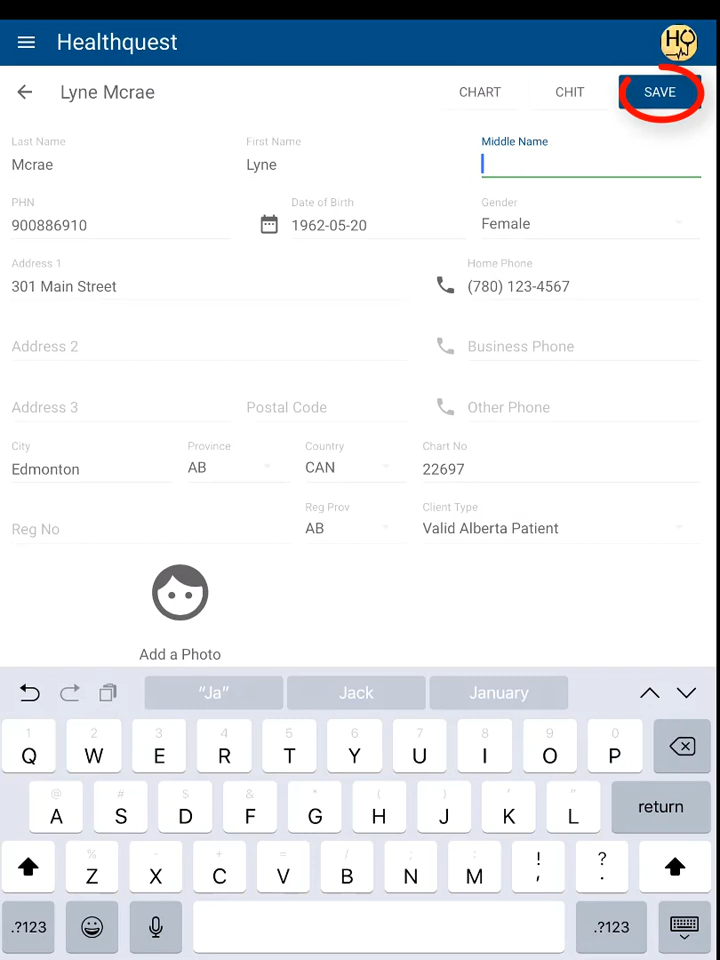 Healthquest
HQ
Lyne Mcrae
CHART
CHIT
SAVE
Last Name
First Name
Middle Name
Mcrae
Lyne
PHN
Date of Birth
Gender
900886910
1962-05-20
Female
Address 1
Home Phone
301 Main Street
(780) 123-4567
Address 2
Business Phone
Address 3
Postal Code
Other Phone
City
Province
Country
Chart No
Edmonton
AB
CAN
22697
Reg Prov
Client Type
Reg No
AB
Valid Alberta Patient
Add a Photo
“Ja”
Jack
January
1 2 3 4 5 6 7 8 9 0
Q W E R T Y U I O P
@ # $ & * ( ) ' "
A S D F G H J K L
return
% - + = / ; : ! ?
Z X C V B N M , .
.?123
.?123